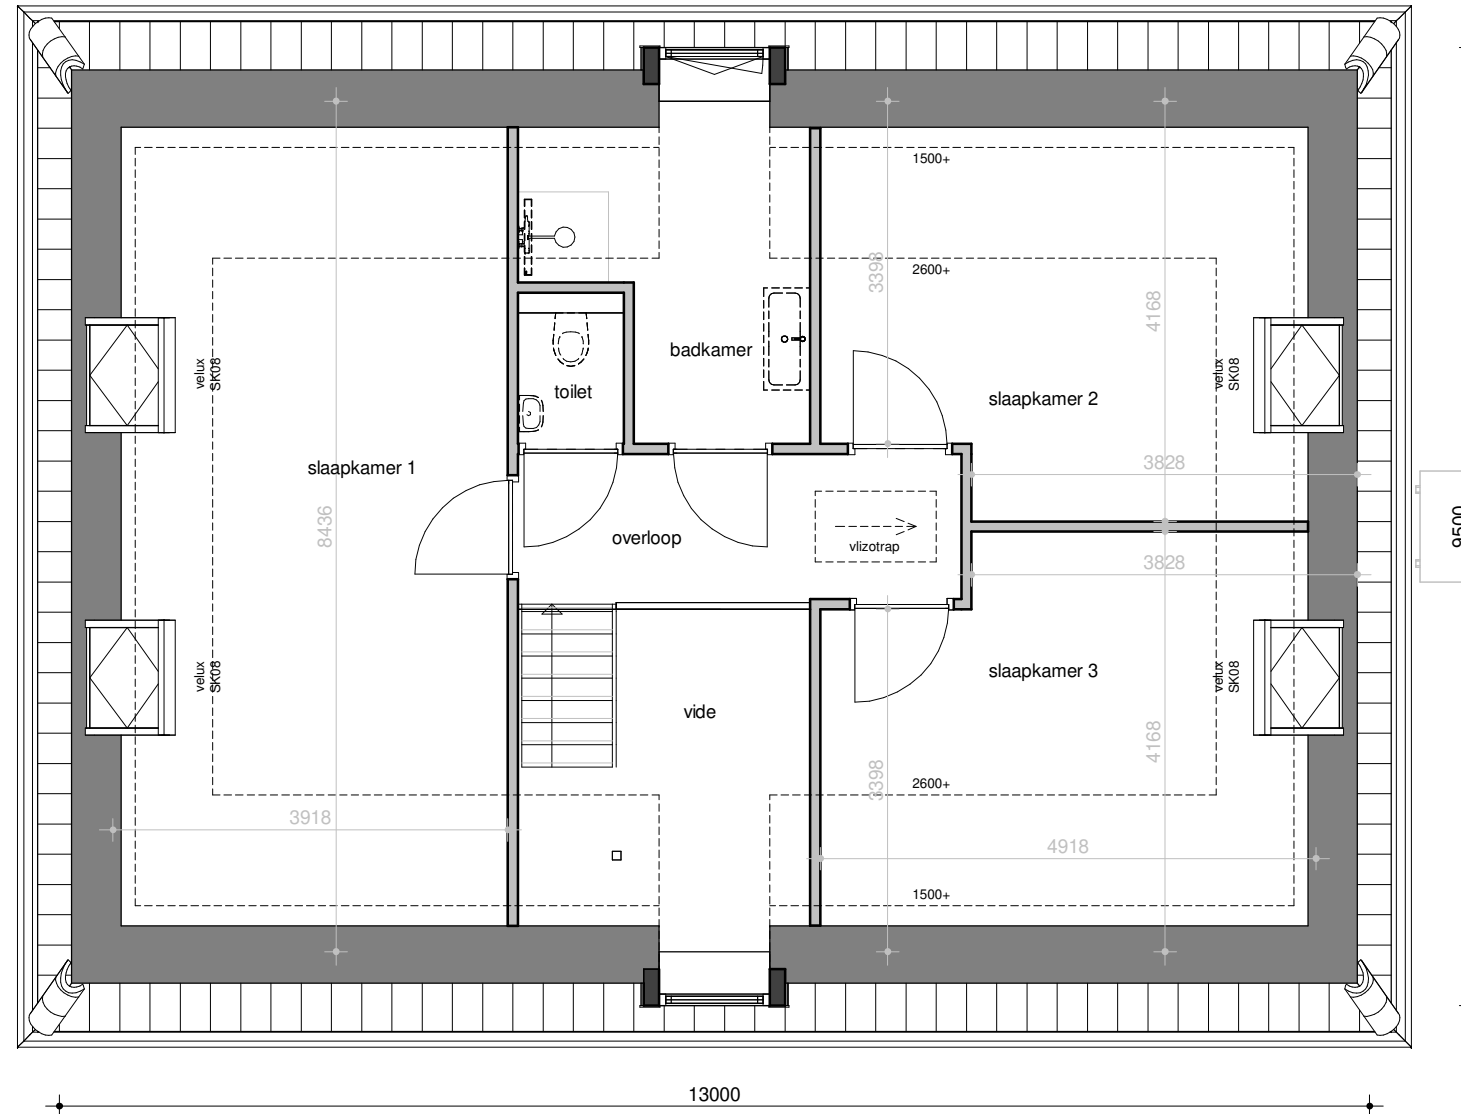 1500+
2600+
3398
4168
velux
SK08
velux
SK08
badkamer
toilet
slaapkamer 2
slaapkamer 1
3828
8436
overloop
vlizotrap
9500
3828
velux
SK08
velux
SK08
slaapkamer 3
vide
4168
3398
2600+
3918
4918
1500+
13000